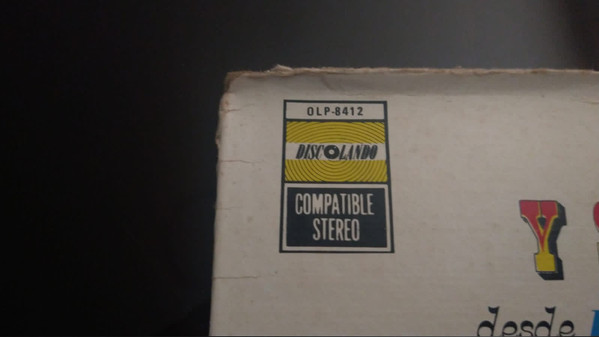 OLP-8412
DISCOLANDO
COMPATIBLE
STEREO
Y
desde